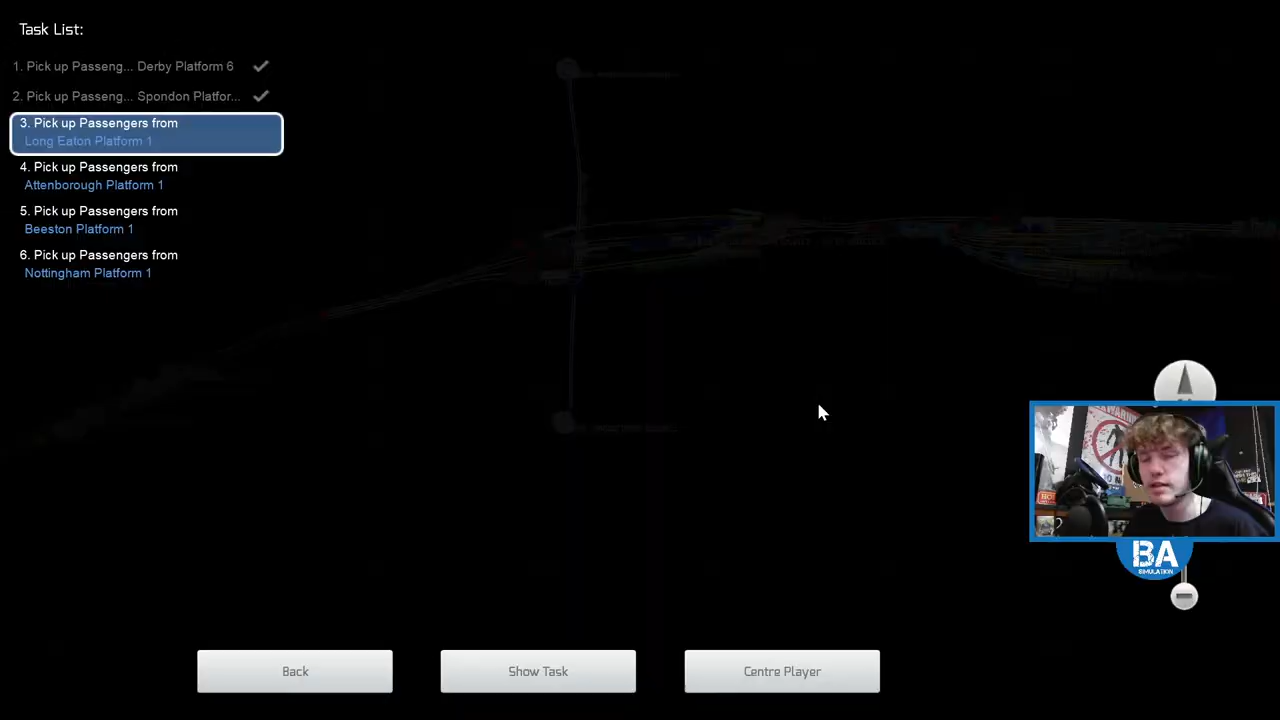 Task List:
1. Pick up Passeng... Derby Platform 6
2. Pick up Passeng... Spondon Platfor...
3. Pick up Passengers from
Long Eaton Platform 1
4. Pick up Passengers from
Attenborough Platform 1
5. Pick up Passengers from
Beeston Platform 1
6. Pick up Passengers from
Nottingham Platform 1
BA
SIMULATION
Back
Show Task
Centre Player